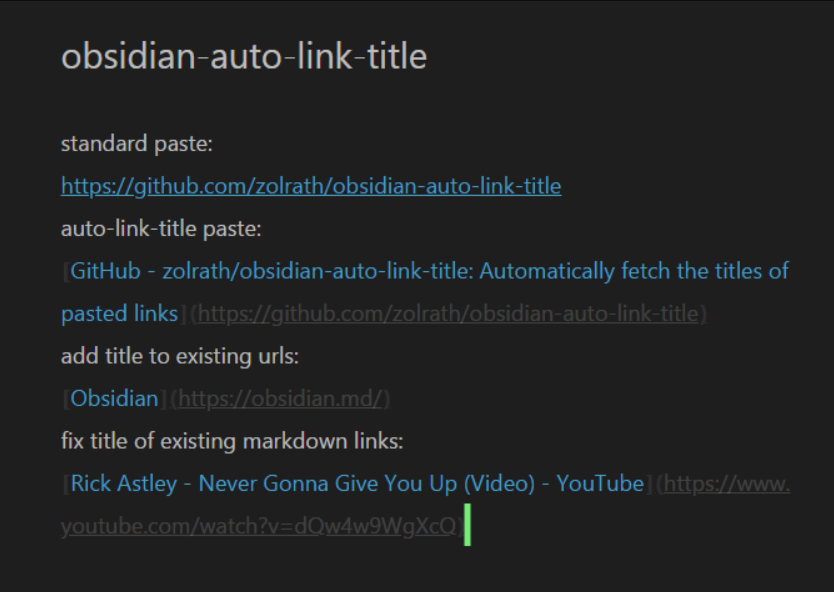 obsidian-auto-link-title
standard paste:
https://github.com/zolrath/obsidian-auto-link-title
auto-link-title paste:
[GitHub - zolrath/obsidian-auto-link-title: Automatically fetch the titles of
pasted links](https://github.com/zolrath/obsidian-auto-link-title)
add title to existing urls:
[Obsidian](https://obsidian.md/)
fix title of existing markdown links:
[Rick Astley - Never Gonna Give You Up (Video) - YouTube](https://www.
youtube.com/watch?v=dQw4w9WgXcQ)